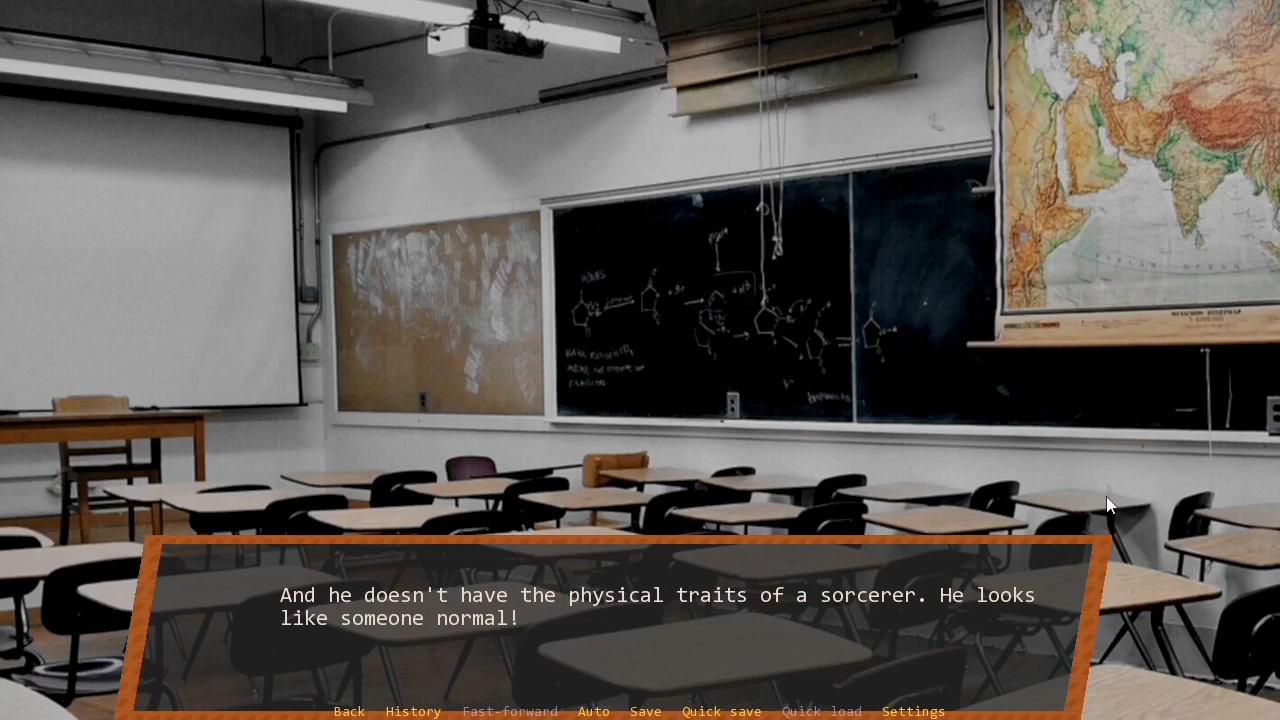 And he doesn't have the physical traits of a sorcerer. He looks
like someone normal!
Back History Fast-forward Auto Save Quick save Quick load Settings